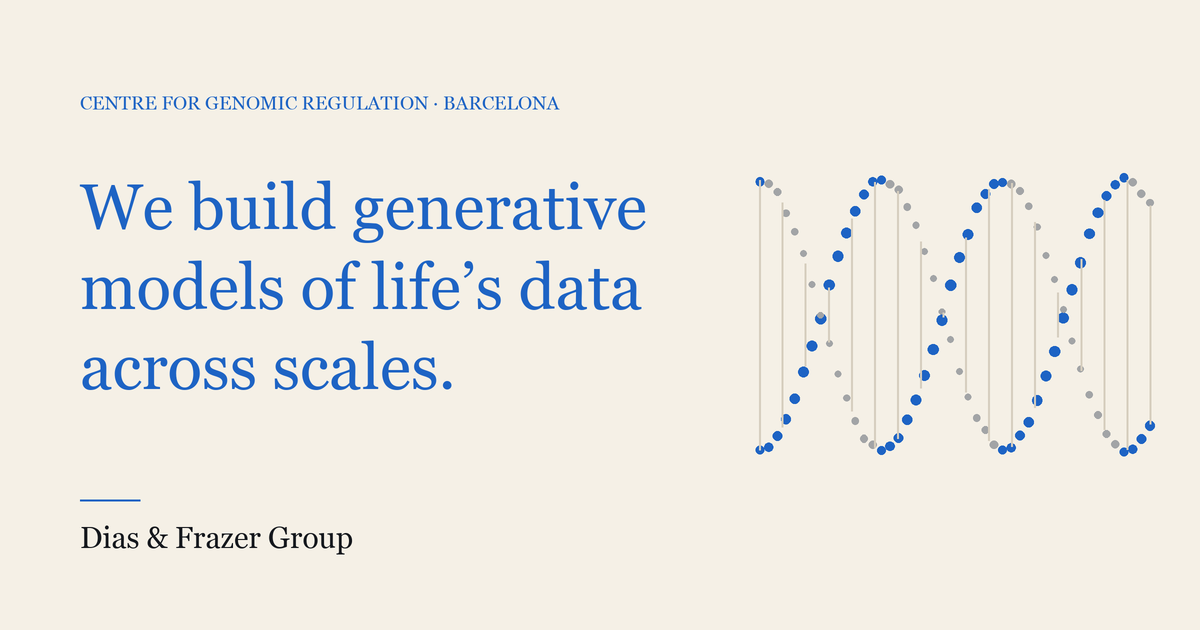 CENTRE FOR GENOMIC REGULATION · BARCELONA
We build generative
models of life’s data
across scales.
Dias & Frazer Group